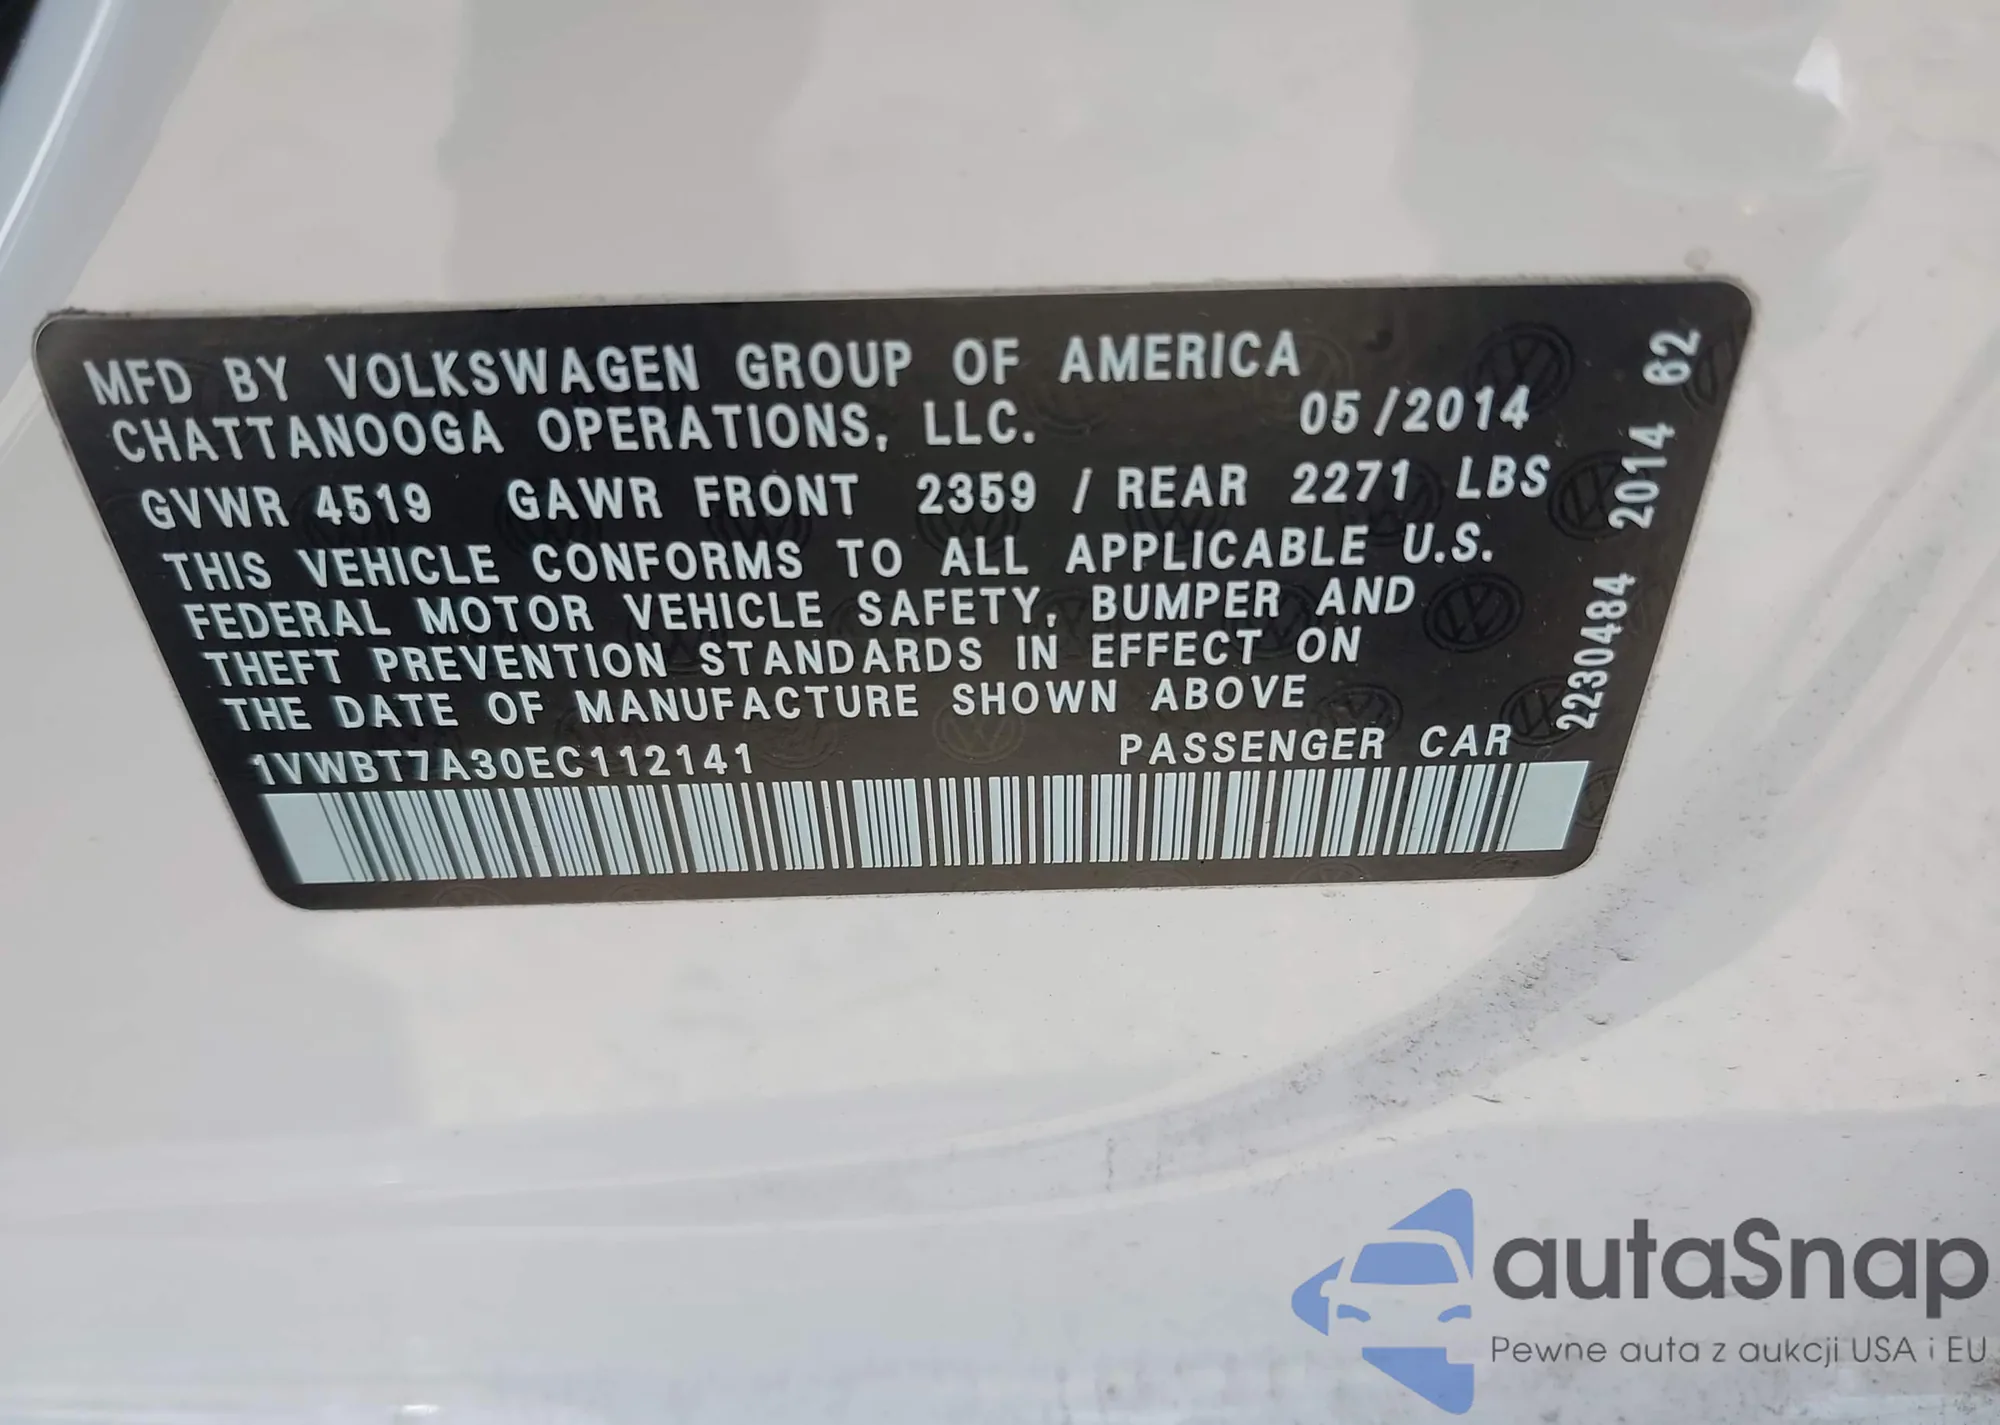 MFD BY VOLKSWAGEN GROUP OF AMERICA
CHATTANOOGA OPERATIONS, LLC. 05/2014
GVWR 4519 GAWR FRONT 2359 / REAR 2271 LBS
THIS VEHICLE CONFORMS TO ALL APPLICABLE U.S.
FEDERAL MOTOR VEHICLE SAFETY, BUMPER AND
THEFT PREVENTION STANDARDS IN EFFECT ON
THE DATE OF MANUFACTURE SHOWN ABOVE
1VWBT7A30EC112141 PASSENGER CAR
2230484 2014 62
autaSnap
Pewne auta z aukcji USA i EU